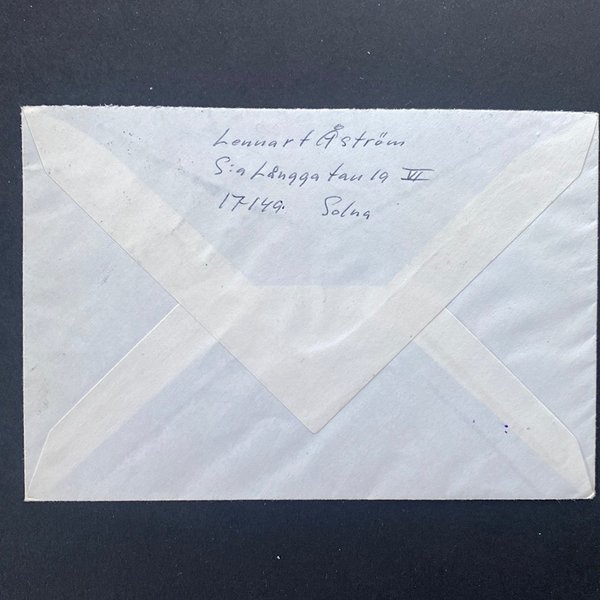 Lennart Åström
S:a Långgatan 19 VI
17149. Solna